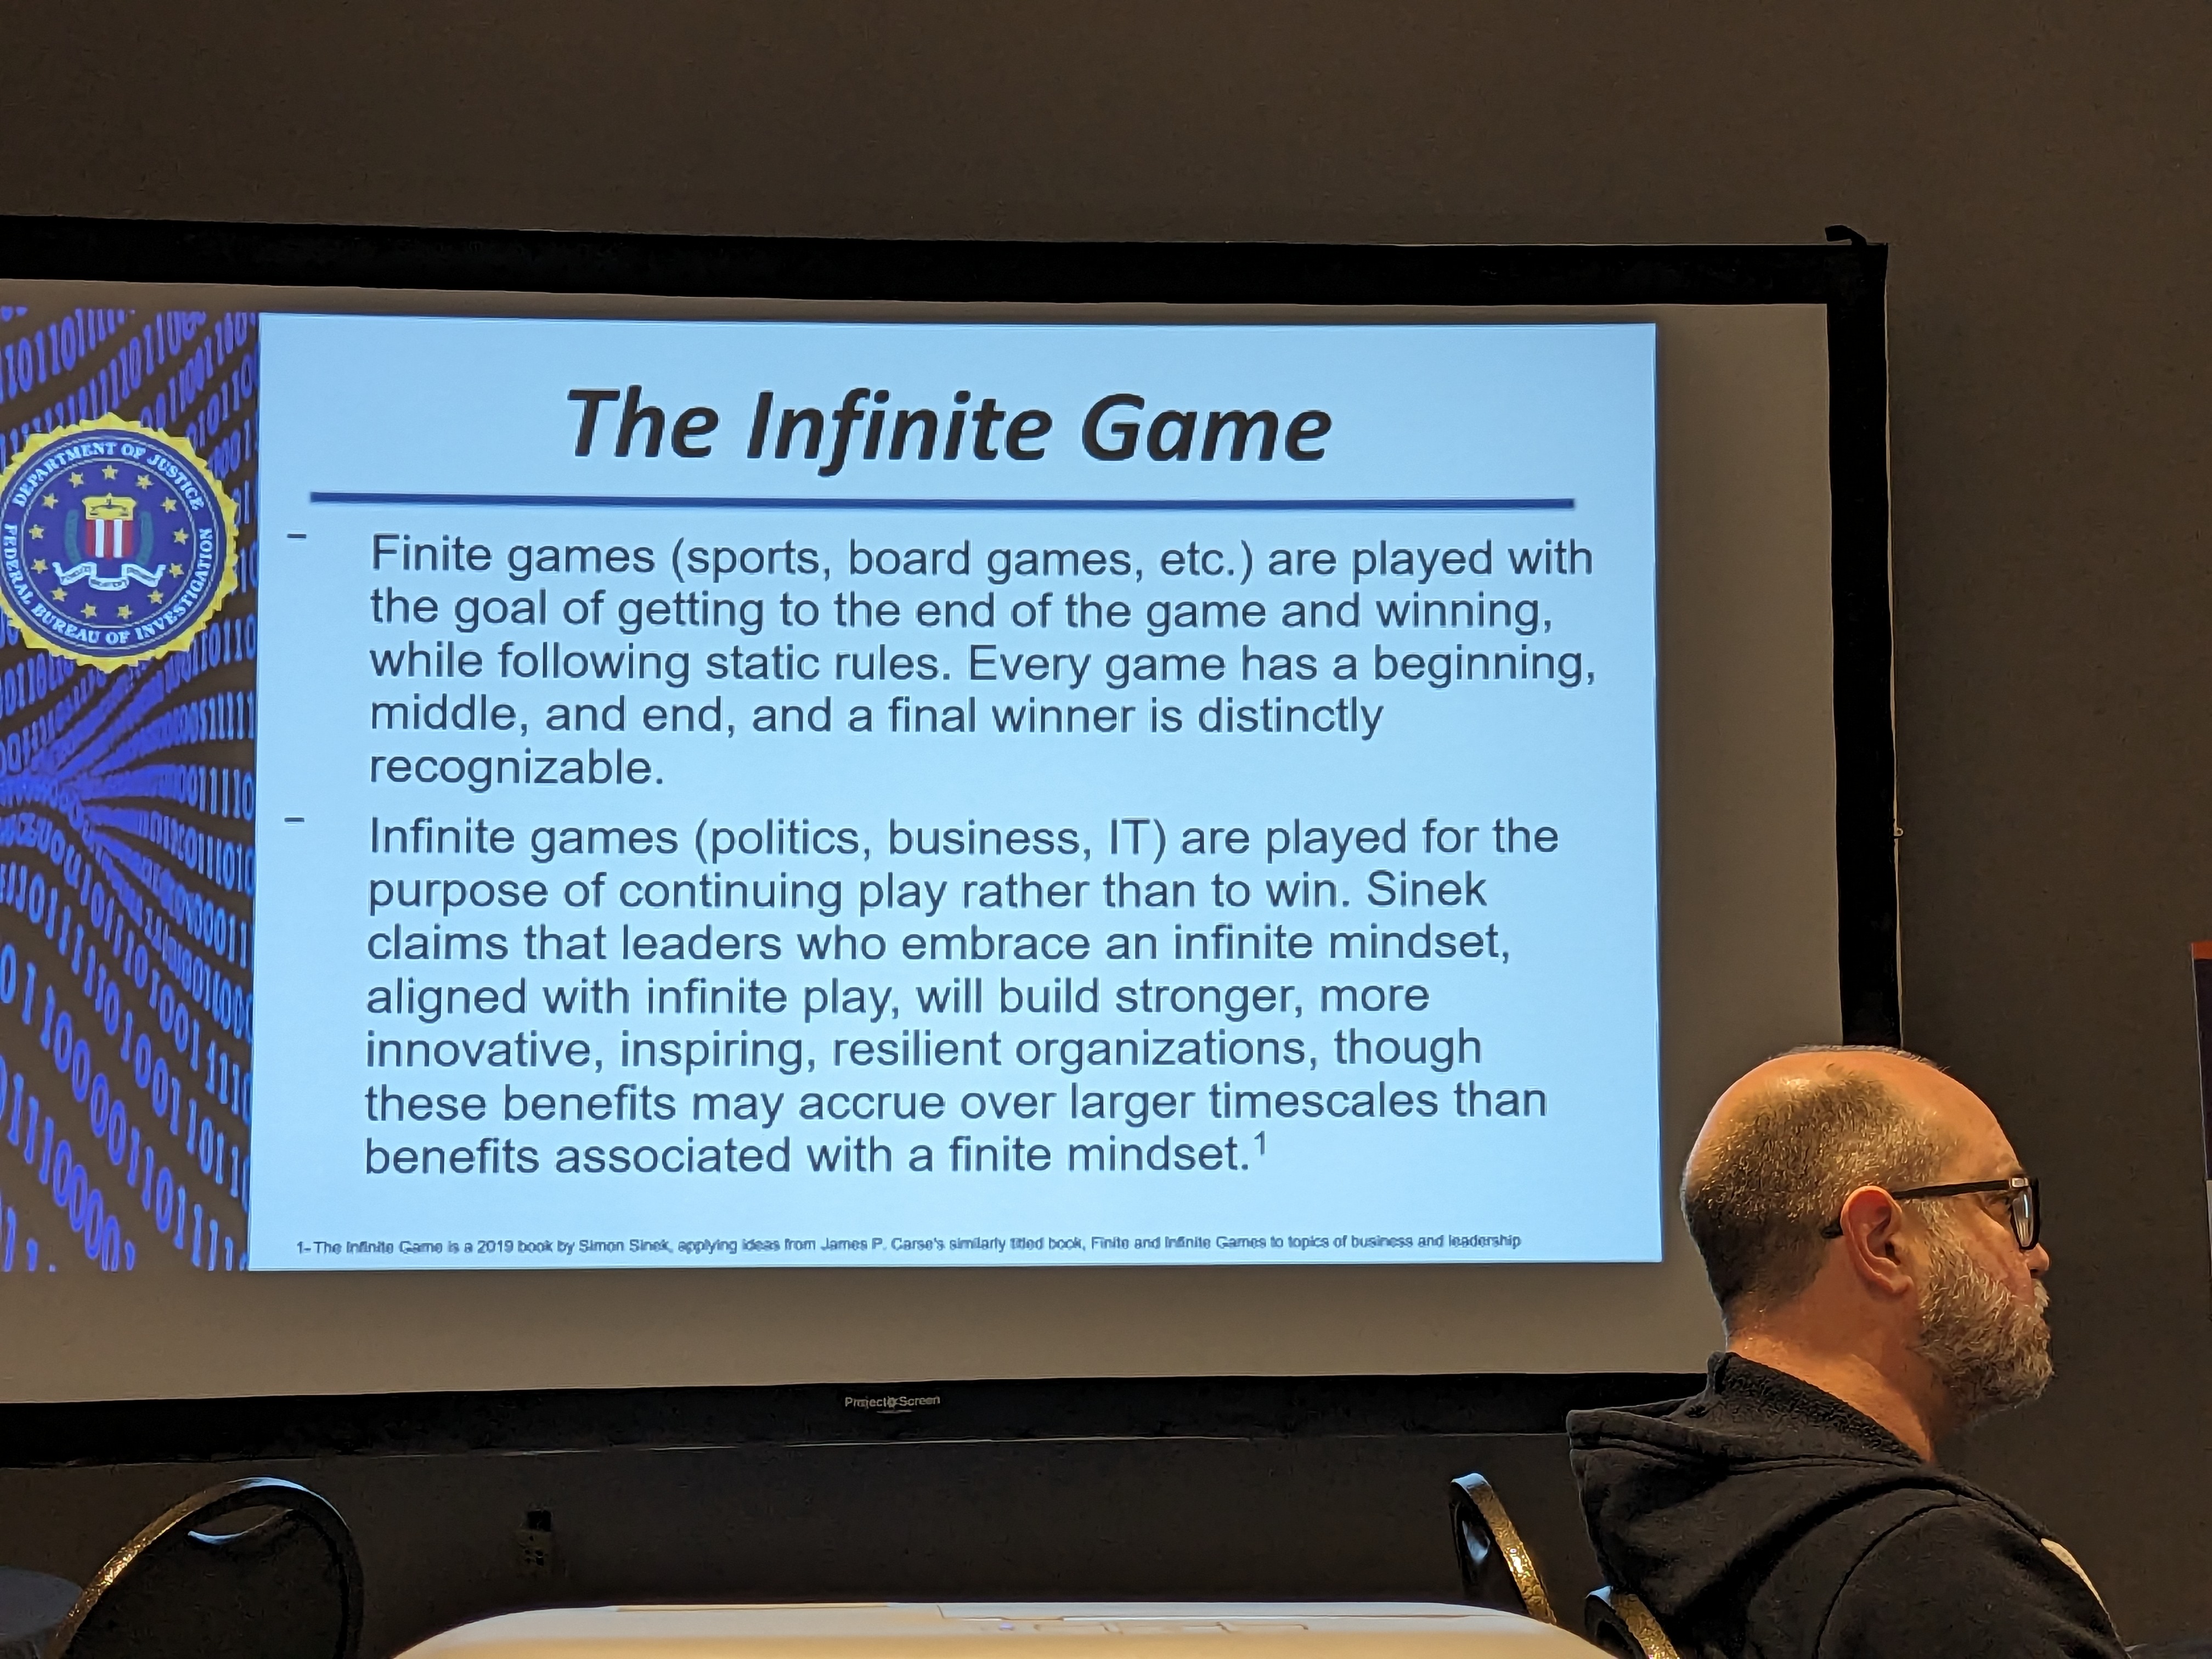 DEPARTMENT OF JUSTICE
FEDERAL BUREAU OF INVESTIGATION
The Infinite Game
– Finite games (sports, board games, etc.) are played with
the goal of getting to the end of the game and winning,
while following static rules. Every game has a beginning,
middle, and end, and a final winner is distinctly
recognizable.
– Infinite games (politics, business, IT) are played for the
purpose of continuing play rather than to win. Sinek
claims that leaders who embrace an infinite mindset,
aligned with infinite play, will build stronger, more
innovative, inspiring, resilient organizations, though
these benefits may accrue over larger timescales than
benefits associated with a finite mindset.¹
1- The Infinite Game is a 2019 book by Simon Sinek, applying ideas from James P. Carse's similarly titled book, Finite and Infinite Games to topics of business and leadership
Project Screen